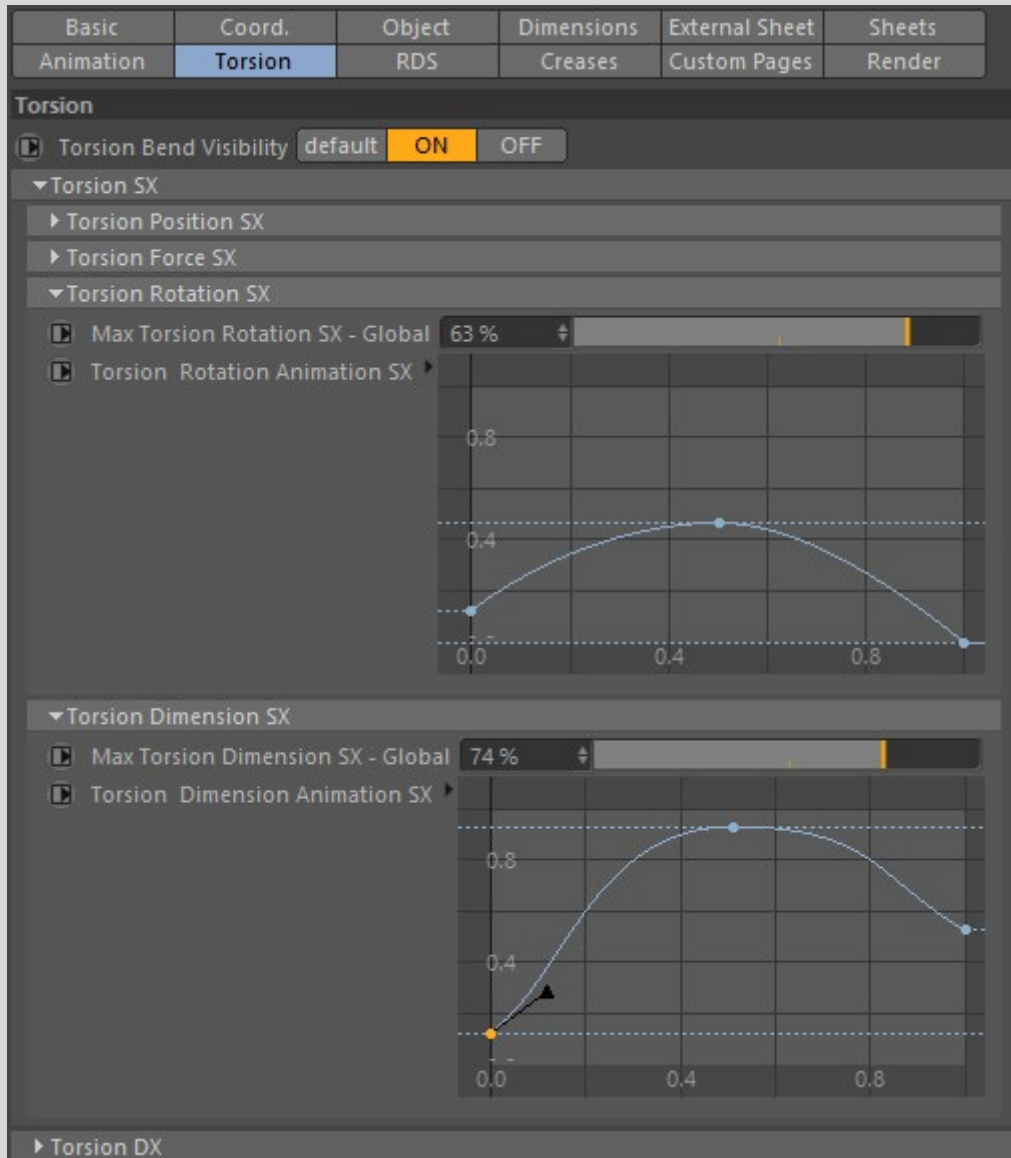 Basic Coord. Object Dimensions External Sheet Sheets
Animation Torsion RDS Creases Custom Pages Render
Torsion
Torsion Bend Visibility default ON OFF
Torsion SX
Torsion Position SX
Torsion Force SX
Torsion Rotation SX
Max Torsion Rotation SX - Global 63 %
Torsion Rotation Animation SX
0.8
0.4
0.0 0.4 0.8
Torsion Dimension SX
Max Torsion Dimension SX - Global 74 %
Torsion Dimension Animation SX
0.8
0.4
0.0 0.4 0.8
Torsion DX